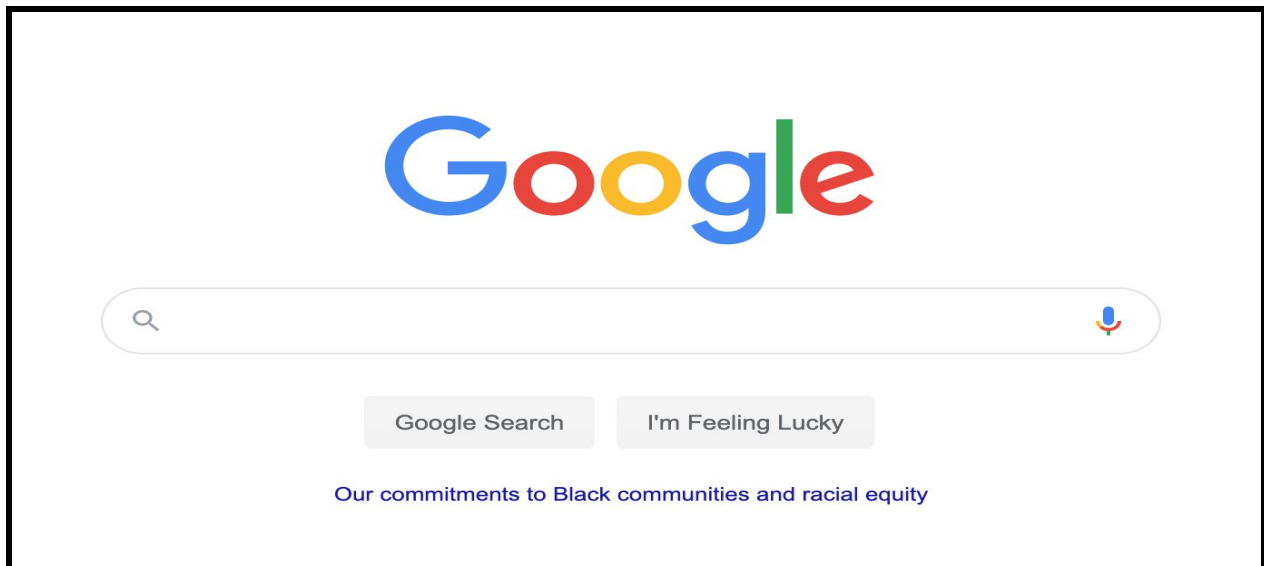 Google
Google Search I'm Feeling Lucky
Our commitments to Black communities and racial equity